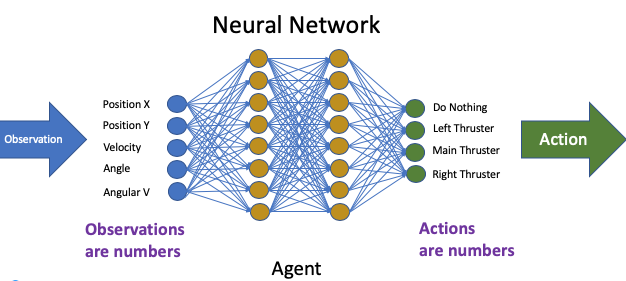 Neural Network
Observation
Position X
Position Y
Velocity
Angle
Angular V
Do Nothing
Left Thruster
Main Thruster
Right Thruster
Action
Observations
are numbers
Actions
are numbers
Agent